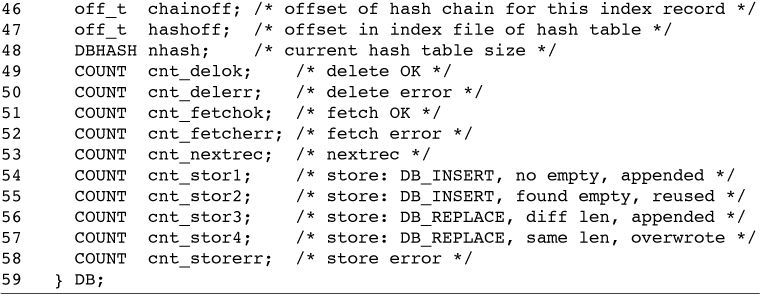 46 off_t chainoff; /* offset of hash chain for this index record */
47 off_t hashoff; /* offset in index file of hash table */
48 DBHASH nhash; /* current hash table size */
49 COUNT cnt_delok; /* delete OK */
50 COUNT cnt_delerr; /* delete error */
51 COUNT cnt_fetchok; /* fetch OK */
52 COUNT cnt_fetcherr; /* fetch error */
53 COUNT cnt_nextrec; /* nextrec */
54 COUNT cnt_stor1; /* store: DB_INSERT, no empty, appended */
55 COUNT cnt_stor2; /* store: DB_INSERT, found empty, reused */
56 COUNT cnt_stor3; /* store: DB_REPLACE, diff len, appended */
57 COUNT cnt_stor4; /* store: DB_REPLACE, same len, overwrote */
58 COUNT cnt_storerr; /* store error */
59 } DB;